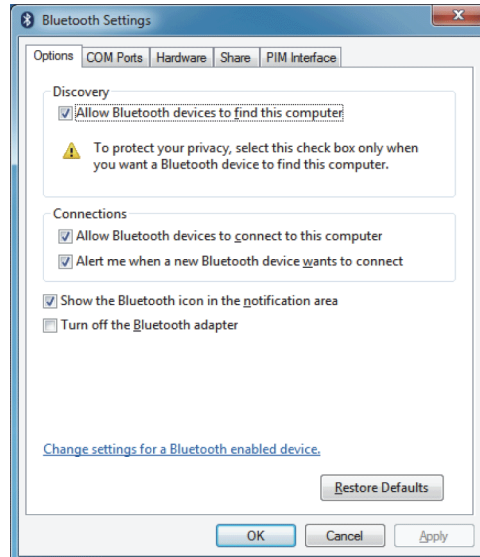 Bluetooth Settings
Options COM Ports Hardware Share PIM Interface
Discovery
Allow Bluetooth devices to find this computer
To protect your privacy, select this check box only when
you want a Bluetooth device to find this computer.
Connections
Allow Bluetooth devices to connect to this computer
Alert me when a new Bluetooth device wants to connect
Show the Bluetooth icon in the notification area
Turn off the Bluetooth adapter
Change settings for a Bluetooth enabled device.
Restore Defaults
OK Cancel Apply